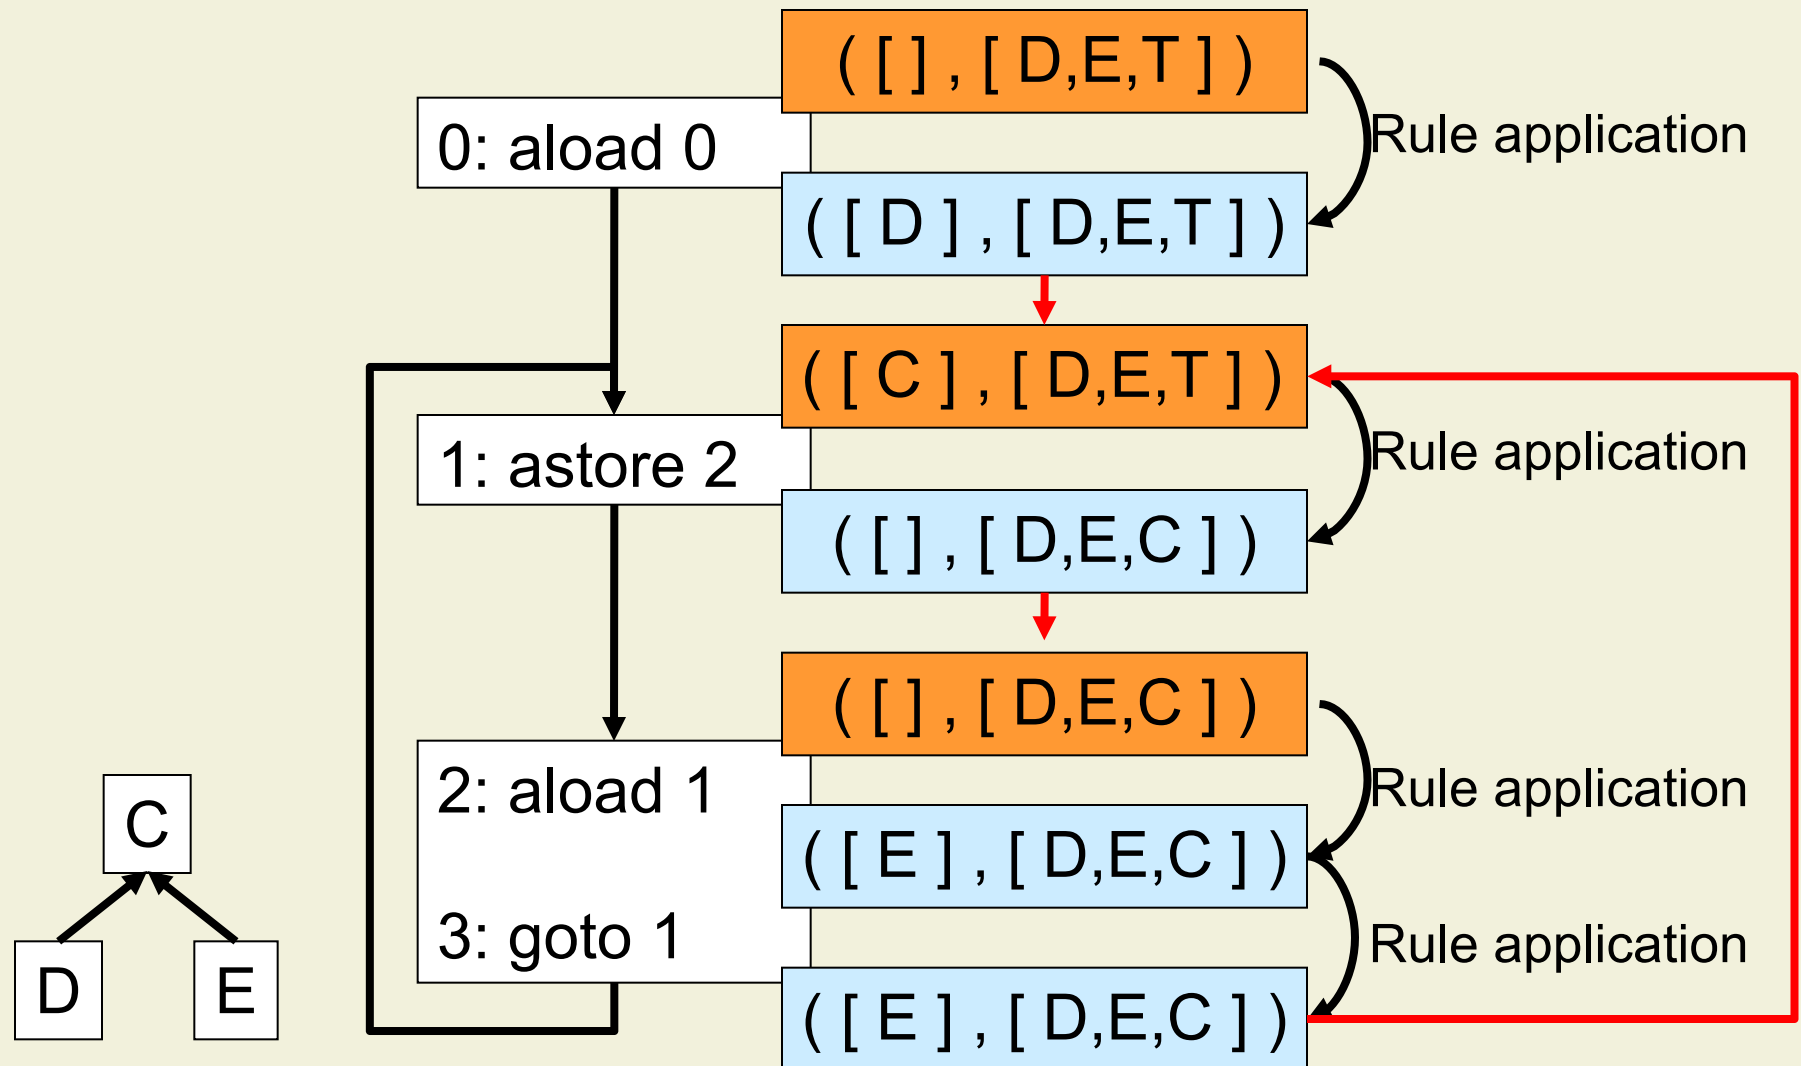 ( [ ] , [ D,E,T ] )
0: aload 0
Rule application
( [ D ] , [ D,E,T ] )
( [ C ] , [ D,E,T ] )
1: astore 2
Rule application
( [ ] , [ D,E,C ] )
( [ ] , [ D,E,C ] )
2: aload 1
Rule application
( [ E ] , [ D,E,C ] )
3: goto 1
Rule application
( [ E ] , [ D,E,C ] )
C
D
E